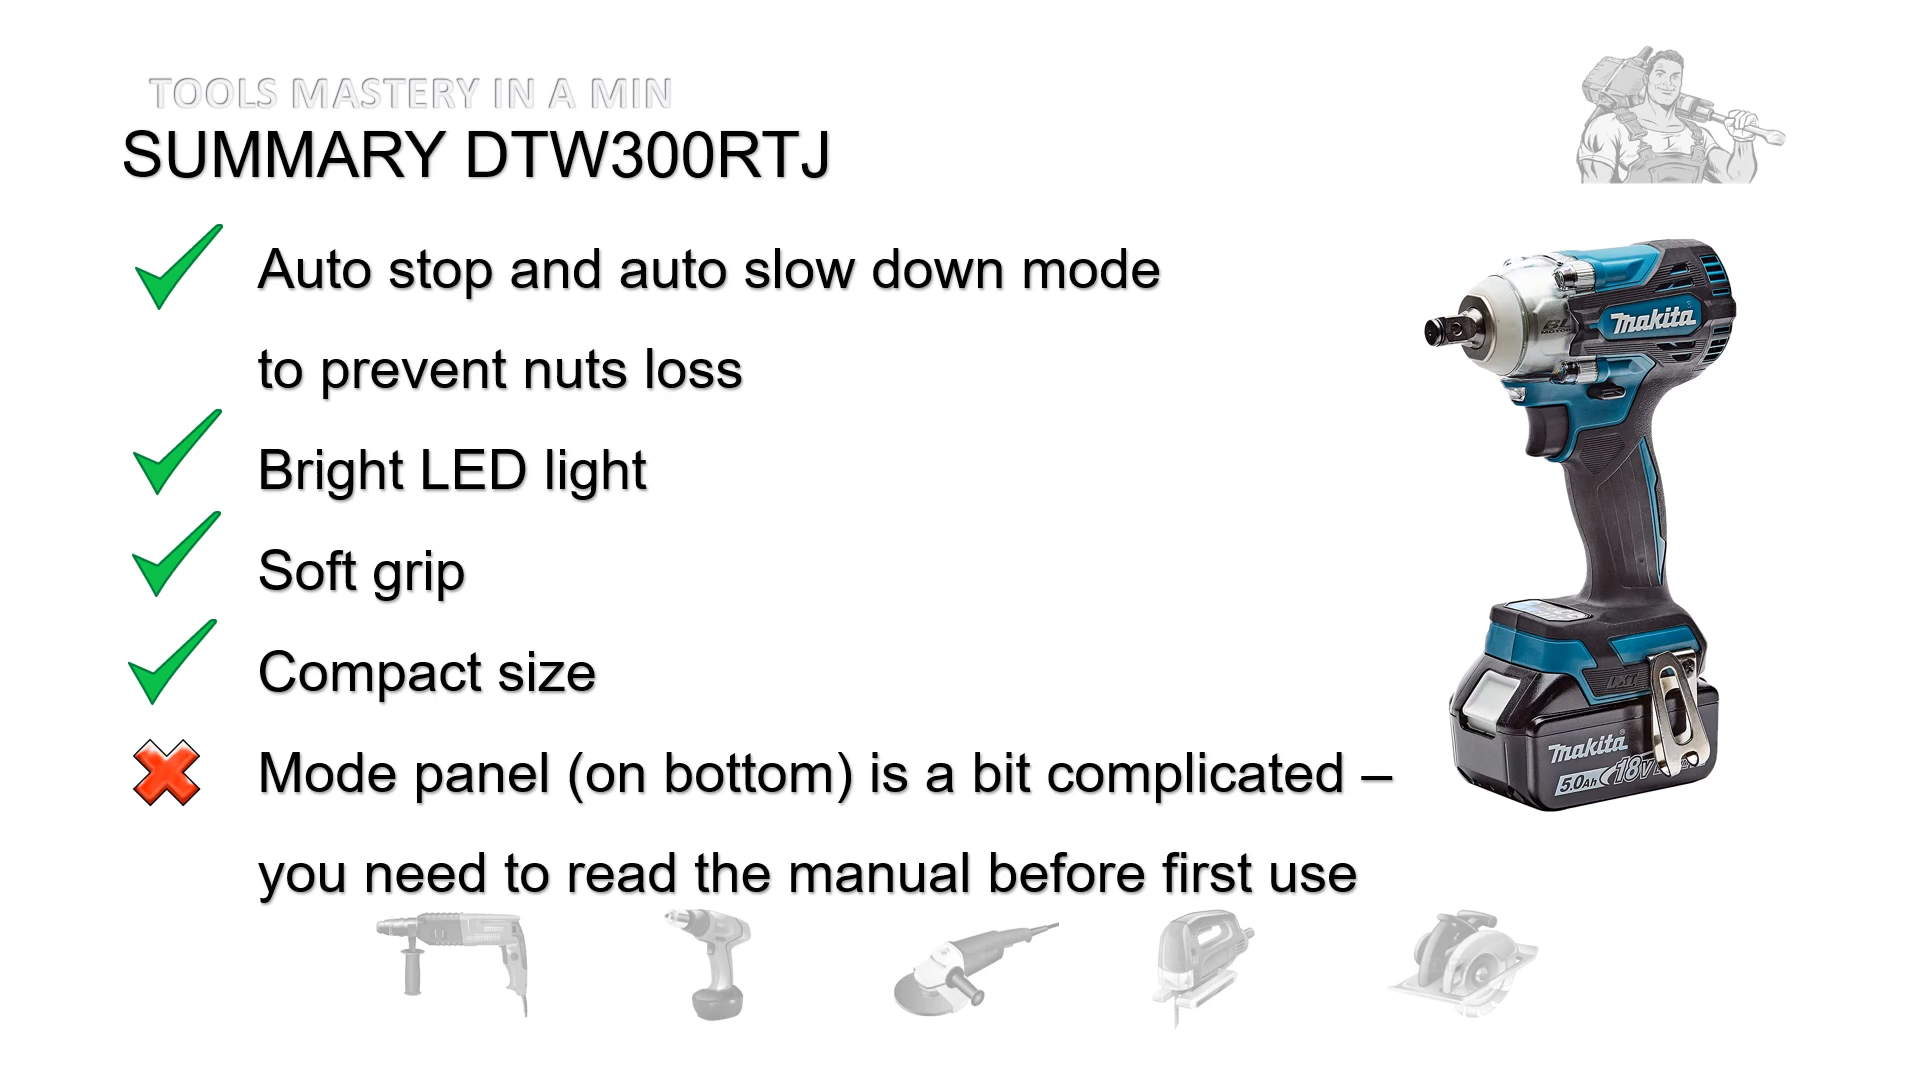 TOOLS MASTERY IN A MIN
SUMMARY DTW300RTJ
Auto stop and auto slow down mode
to prevent nuts loss
Bright LED light
Soft grip
Compact size
Mode panel (on bottom) is a bit complicated –
you need to read the manual before first use
makita
BL
MOTOR
LXT
makita
5.0Ah 18V